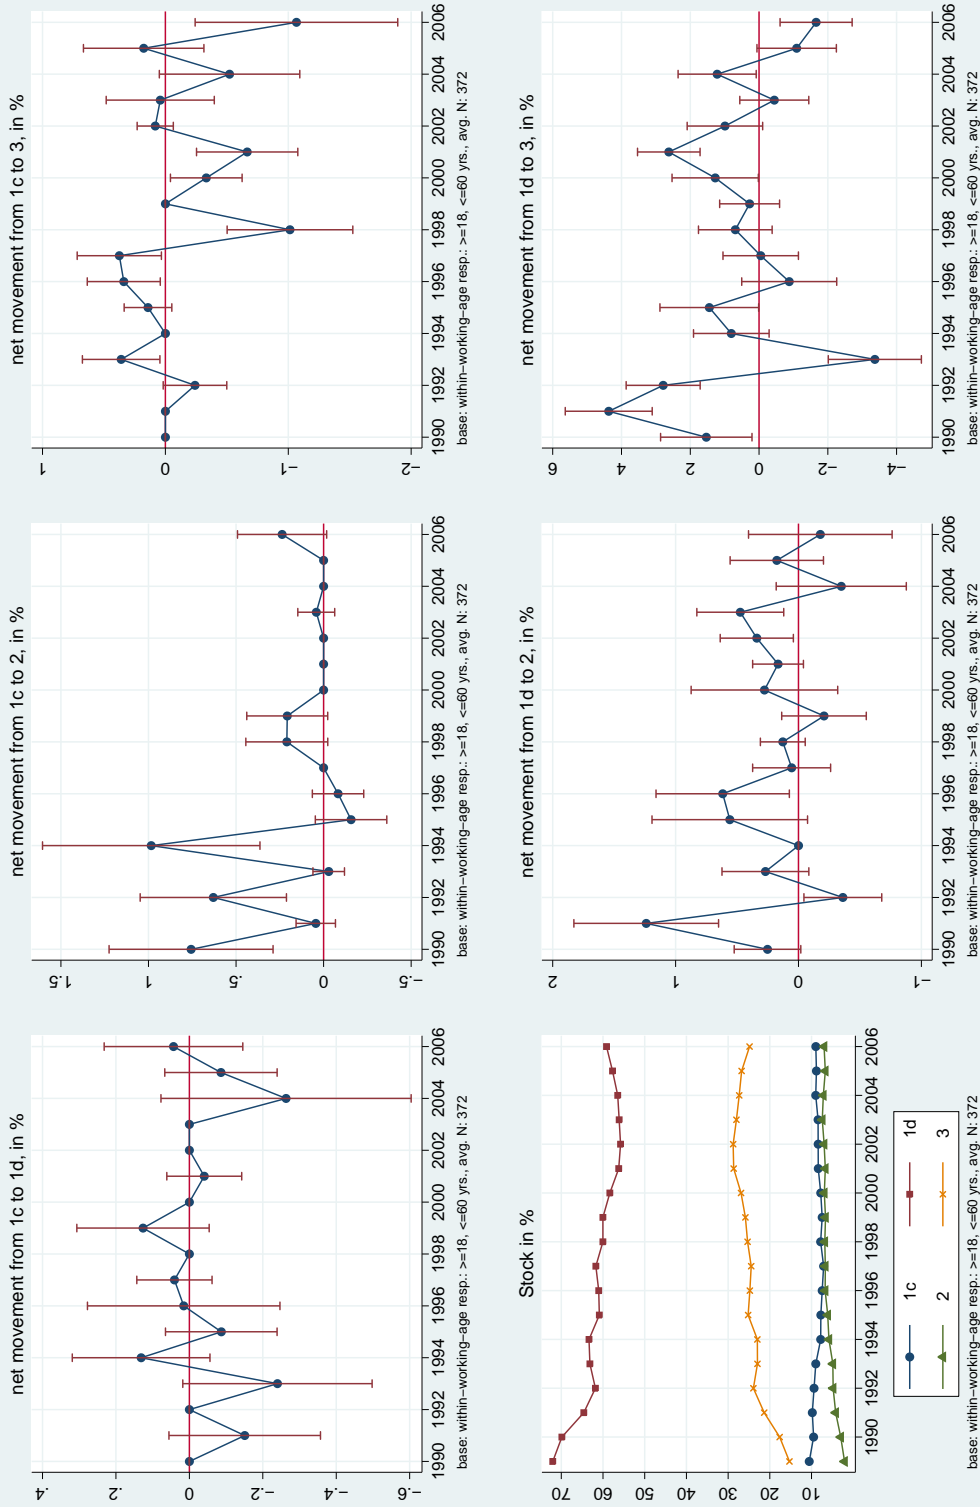 net movement from 1c to 1d, in %
.4
.2
0
−.2
−.4
−.6
1990 1992 1994 1996 1998 2000 2002 2004 2006
base: within−working−age resp.: >=18, <=60 yrs., avg. N: 372
net movement from 1c to 2, in %
1.5
1
.5
0
−.5
1990 1992 1994 1996 1998 2000 2002 2004 2006
base: within−working−age resp.: >=18, <=60 yrs., avg. N: 372
net movement from 1c to 3, in %
1
0
−1
−2
1990 1992 1994 1996 1998 2000 2002 2004 2006
base: within−working−age resp.: >=18, <=60 yrs., avg. N: 372
Stock in %
70
60
50
40
30
20
10
1990 1992 1994 1996 1998 2000 2002 2004 2006
1c 1d
2 3
base: within−working−age resp.: >=18, <=60 yrs., avg. N: 372
net movement from 1d to 2, in %
2
1
0
−1
1990 1992 1994 1996 1998 2000 2002 2004 2006
base: within−working−age resp.: >=18, <=60 yrs., avg. N: 372
net movement from 1d to 3, in %
6
4
2
0
−2
−4
1990 1992 1994 1996 1998 2000 2002 2004 2006
base: within−working−age resp.: >=18, <=60 yrs., avg. N: 372